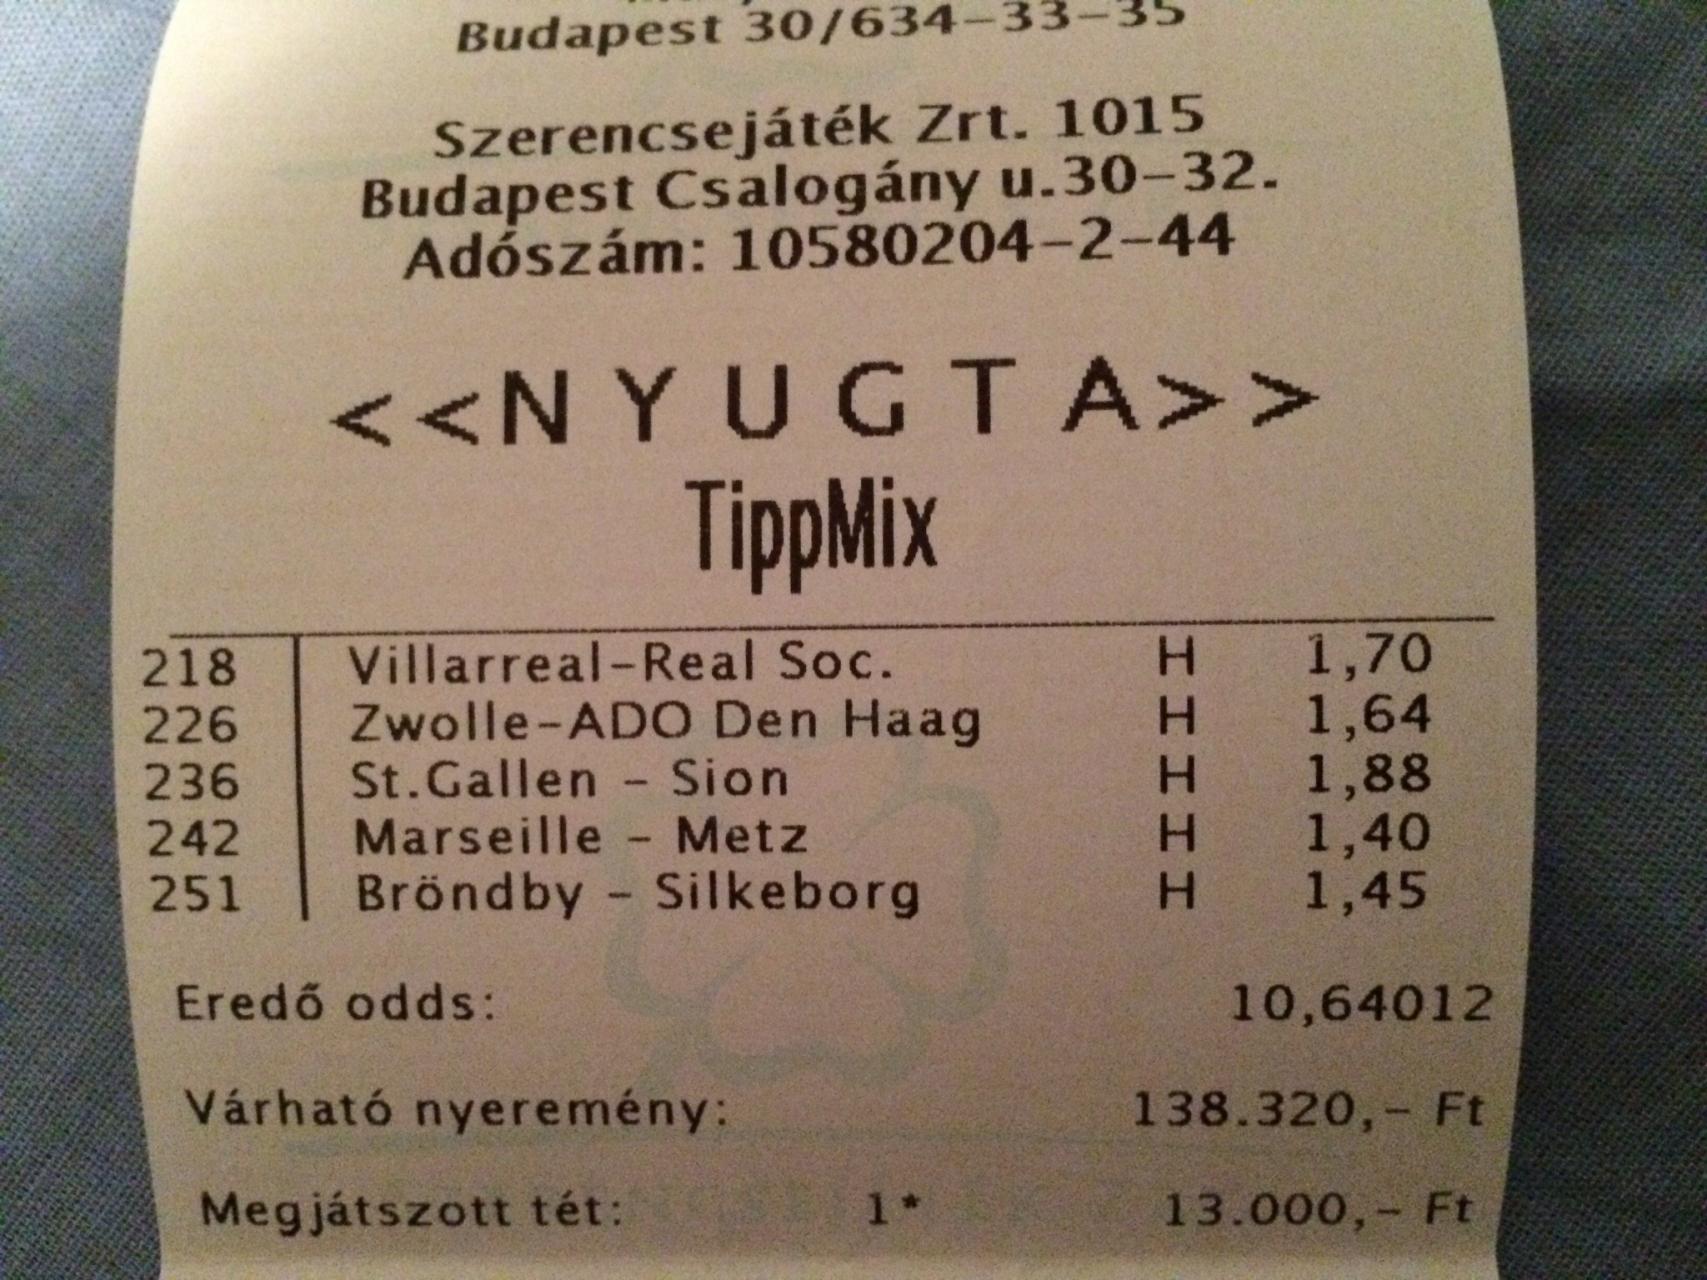 Budapest 30/634-33-35
Szerencsejáték Zrt. 1015
Budapest Csalogány u.30-32.
Adószám: 10580204-2-44
<<N Y U G T A>>
TippMix
218 Villarreal-Real Soc. H 1,70
226 Zwolle-ADO Den Haag H 1,64
236 St.Gallen - Sion H 1,88
242 Marseille - Metz H 1,40
251 Bröndby - Silkeborg H 1,45
Eredő odds: 10,64012
Várható nyeremény: 138.320,- Ft
Megjátszott tét: 1* 13.000,- Ft